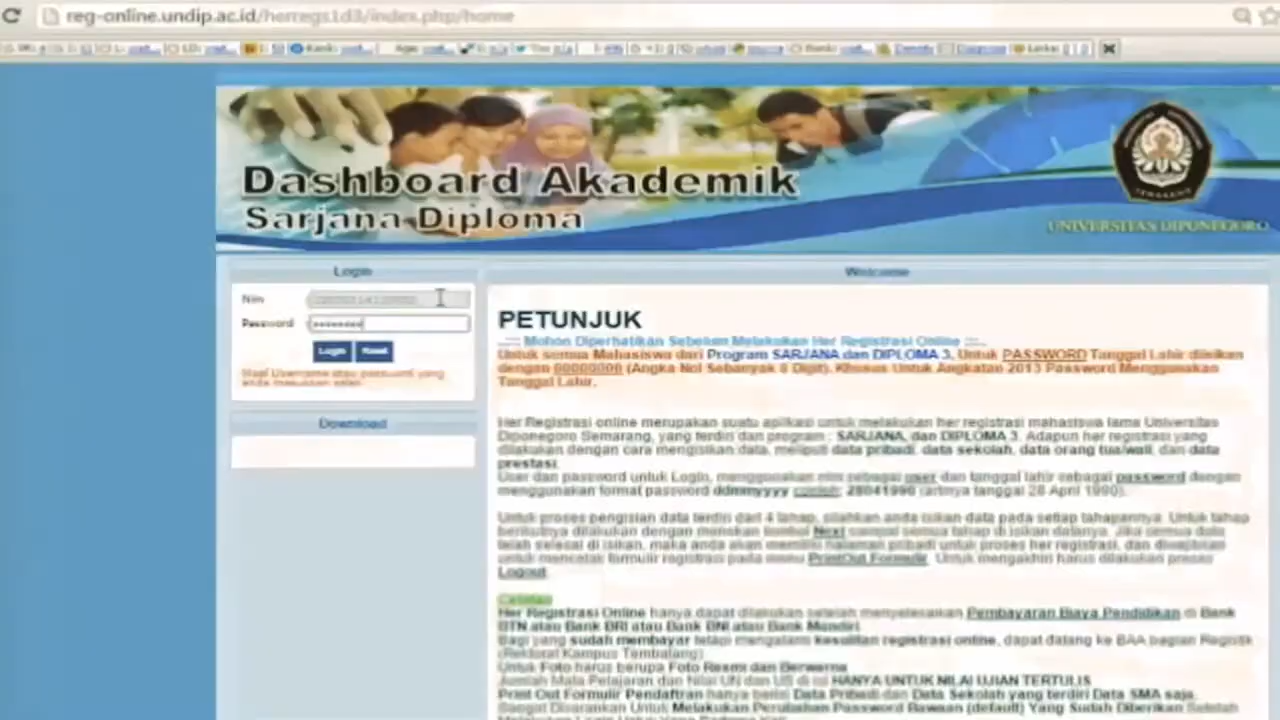 reg-online.undip.ac.id/herregs1d3/index.php/home
Dashboard Akademik
Sarjana Diploma
UNIVERSITAS DIPONEGORO
Login
Nim
Password
Login Reset
Download
Welcome
PETUNJUK
Mohon Diperhatikan Sebelum Melakukan Her Registrasi Online
Untuk semua Mahasiswa dari Program SARJANA dan DIPLOMA 3, Untuk PASSWORD Tanggal Lahir diisikan
dengan 00000000 (Angka Nol Sebanyak 8 Digit). Khusus Untuk Angkatan 2013 Password Menggunakan
Tanggal Lahir.
Her Registrasi online merupakan suatu aplikasi untuk melakukan her registrasi mahasiswa lama Universitas
Diponegoro Semarang, yang terdiri dari program : SARJANA, dan DIPLOMA 3. Adapun her registrasi yang
dilakukan dengan cara mengisikan data, meliputi data pribadi, data sekolah, data orang tua/wali, dan data
prestasi.
User dan password untuk Login, menggunakan nim sebagai user dan tanggal lahir sebagai password dengan
menggunakan format password ddmmyyyy contoh: 28041990 (artinya tanggal 28 April 1990).
Untuk proses pengisian data terdiri dari 4 tahap, silahkan anda isikan data pada setiap tahapannya. Untuk tahap
berikutnya dilakukan dengan menekan tombol Next sampai semua tahap di isikan datanya. Jika semua data
telah selesai di isikan, maka anda akan memiliki halaman pribadi untuk proses her registrasi, dan diwajibkan
untuk mencetak formulir registrasi pada menu PrintOut Formulir. Untuk mengakhiri harus dilakukan proses
Logout.
Catatan
Her Registrasi Online hanya dapat dilakukan setelah menyelesaikan Pembayaran Biaya Pendidikan di Bank
BTN atau Bank BRI atau Bank BNI atau Bank Mandiri.
Bagi yang sudah membayar tetapi mengalami kesulitan registrasi online, dapat datang ke BAA bagian Registrasi
(Rektorat Kampus Tembalang)
Untuk Foto harus berupa Foto Resmi dan Berwarna
Jumlah Mata Pelajaran dan Nilai UN dan US di isi HANYA UNTUK NILAI UJIAN TERTULIS
Print Out Formulir Pendaftran hanya berisi Data Pribadi dan Data Sekolah yang terdiri Data SMA saja.
Sangat Disarankan Untuk Melakukan Perubahan Password Bawaan (default) Yang Sudah Diberikan Setelah